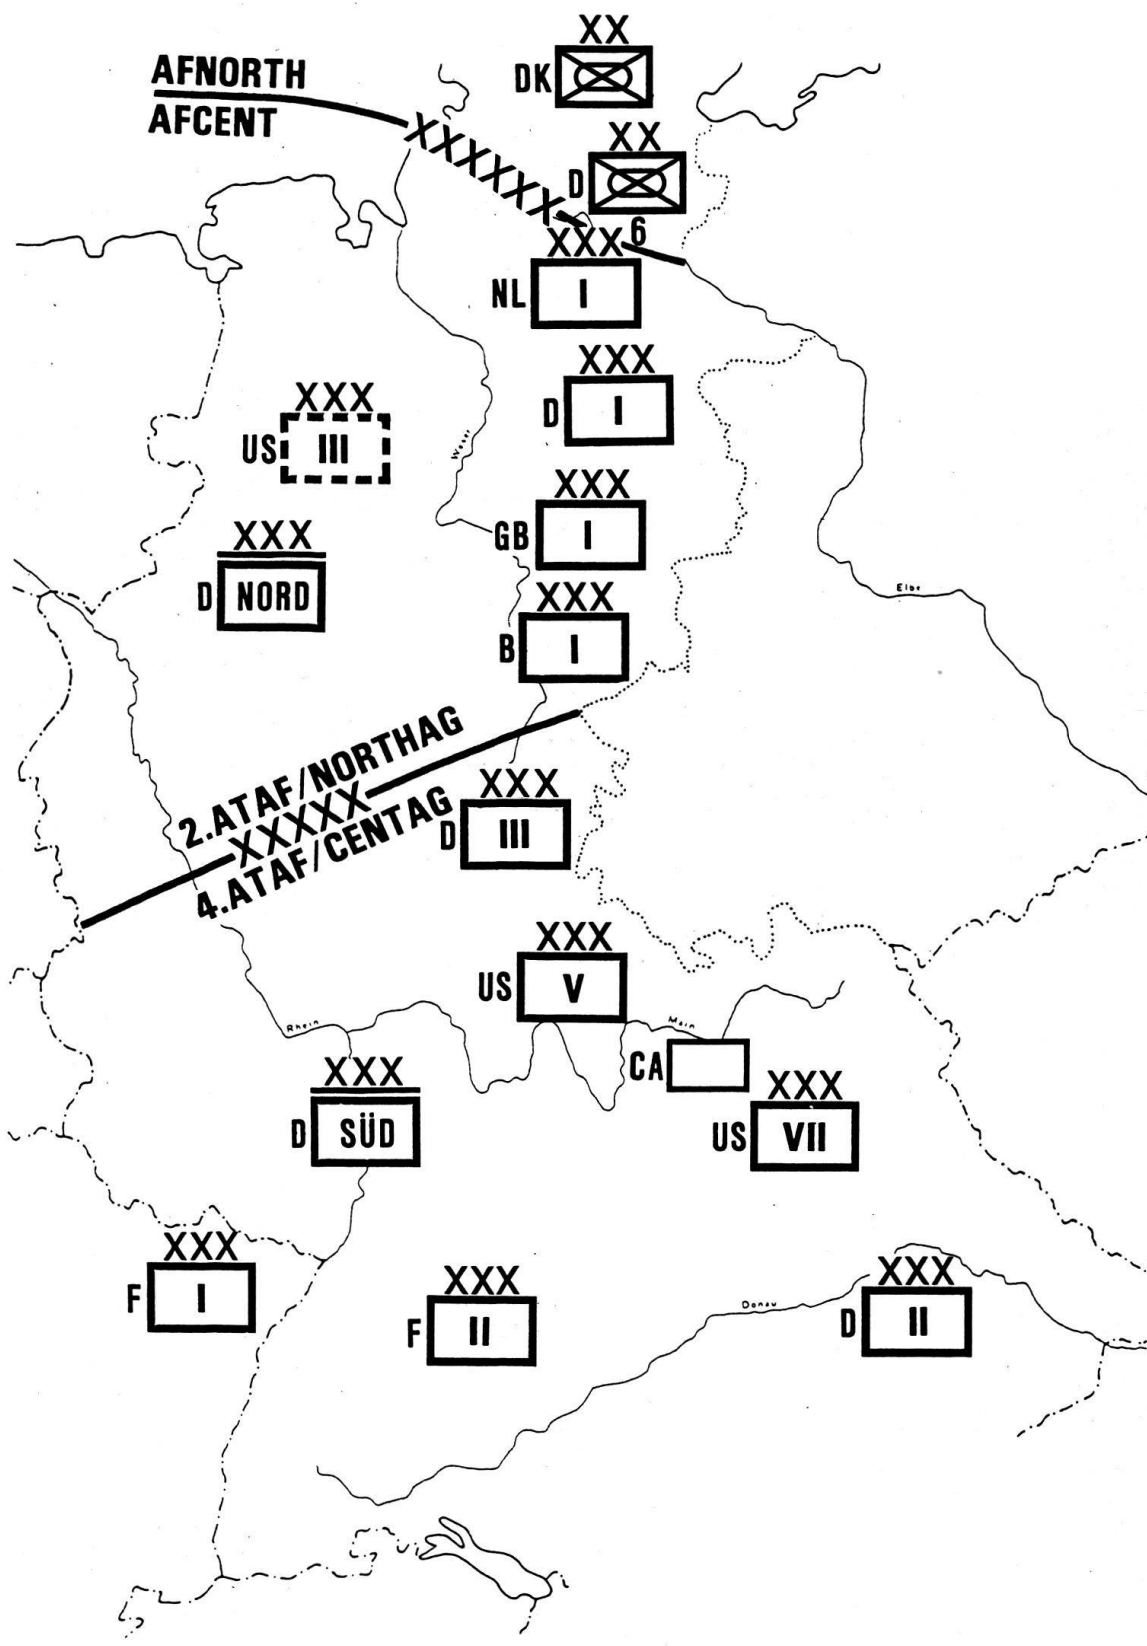 XX
DK
AFNORTH
AFCENT
XXXXXX
XX
D
6
XXX
NL I
XXX
D I
XXX
US III
XXX
GB I
XXX
D NORD
XXX
B I
Weser
Elbe
2.ATAF/NORTHAG
XXXXX
4.ATAF/CENTAG
XXX
D III
XXX
US V
Rhein
Main
CA
XXX
D SÜD
XXX
US VII
XXX
F I
XXX
F II
Donau
XXX
D II